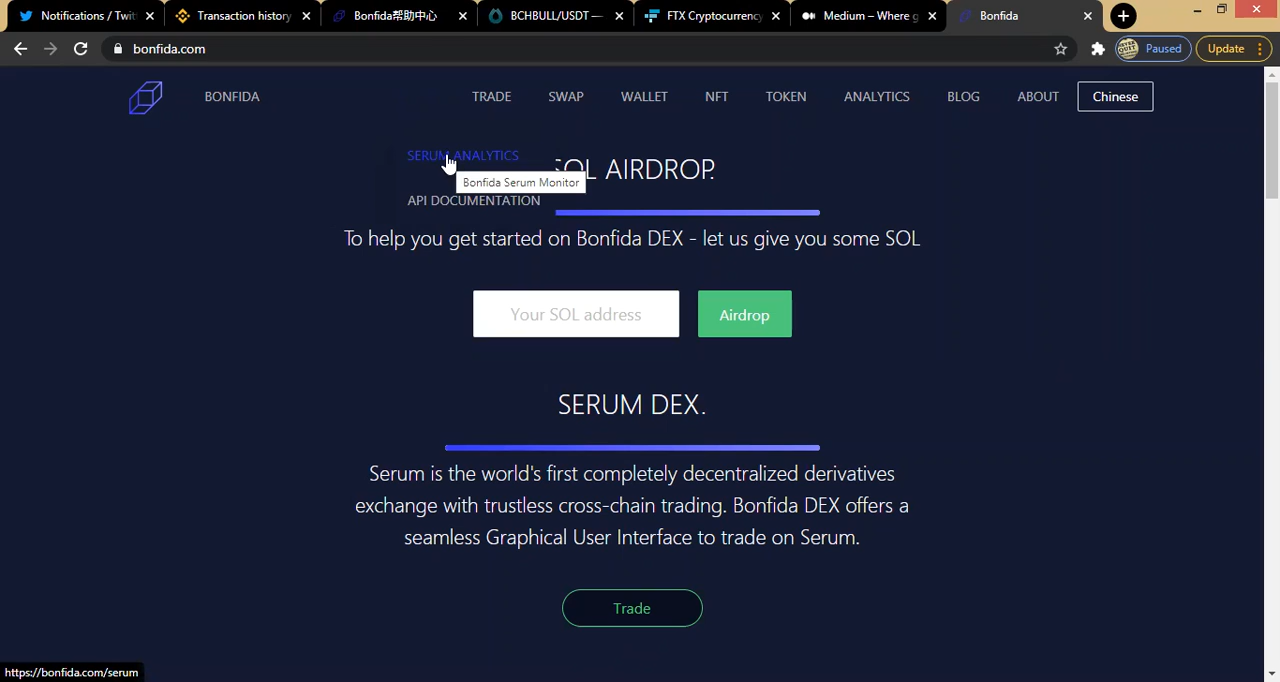 Notifications / Twit
Transaction history
Bonfida帮助中心
BCHBULL/USDT —
FTX Cryptocurrency
Medium – Where g
Bonfida
bonfida.com
Paused
Update
BONFIDA
TRADE
SWAP
WALLET
NFT
TOKEN
ANALYTICS
BLOG
ABOUT
Chinese
SERUM ANALYTICS
SOL AIRDROP.
Bonfida Serum Monitor
API DOCUMENTATION
To help you get started on Bonfida DEX - let us give you some SOL
Your SOL address
Airdrop
SERUM DEX.
Serum is the world's first completely decentralized derivatives
exchange with trustless cross-chain trading. Bonfida DEX offers a
seamless Graphical User Interface to trade on Serum.
Trade
https://bonfida.com/serum